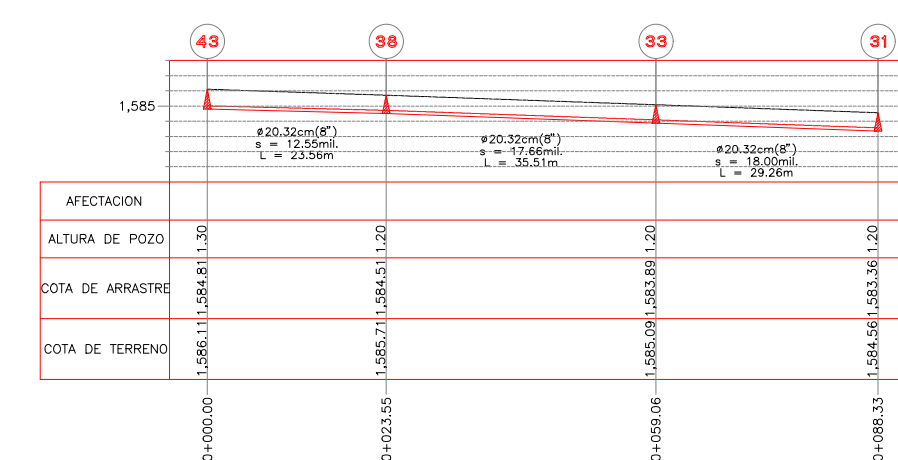 43
38
33
31
1,585
ø20.32cm(8")
s = 12.55mil.
L = 23.56m
ø20.32cm(8")
s = 17.66mil.
L = 35.51m
ø20.32cm(8")
s = 18.00mil.
L = 29.26m
AFECTACION
ALTURA DE POZO
1.30
1.20
1.20
1.20
COTA DE ARRASTRE
1,584.81
1,584.51
1,583.89
1,583.36
COTA DE TERRENO
1,586.11
1,585.71
1,585.09
1,584.56
0+000.00
0+023.55
0+059.06
0+088.33